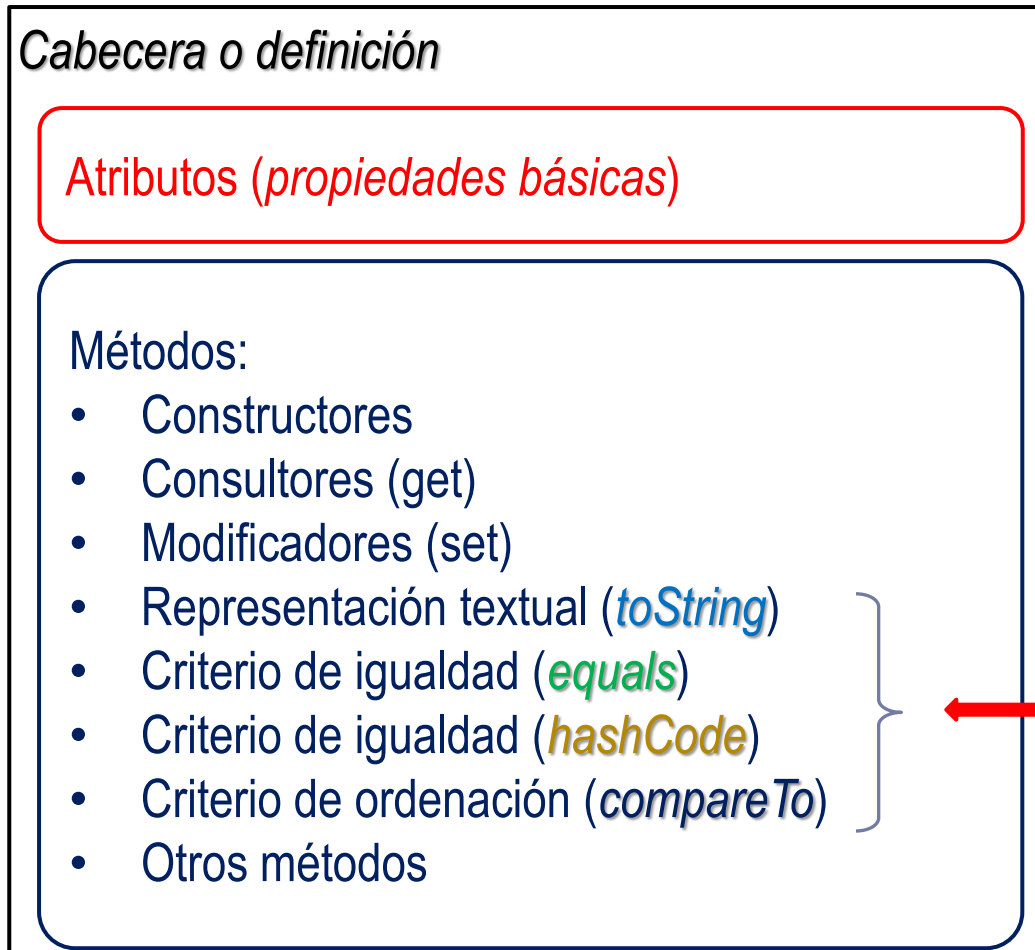 Cabecera o definición
Atributos (propiedades básicas)
Métodos:
• Constructores
• Consultores (get)
• Modificadores (set)
• Representación textual (toString)
• Criterio de igualdad (equals)
• Criterio de igualdad (hashCode)
• Criterio de ordenación (compareTo)
• Otros métodos